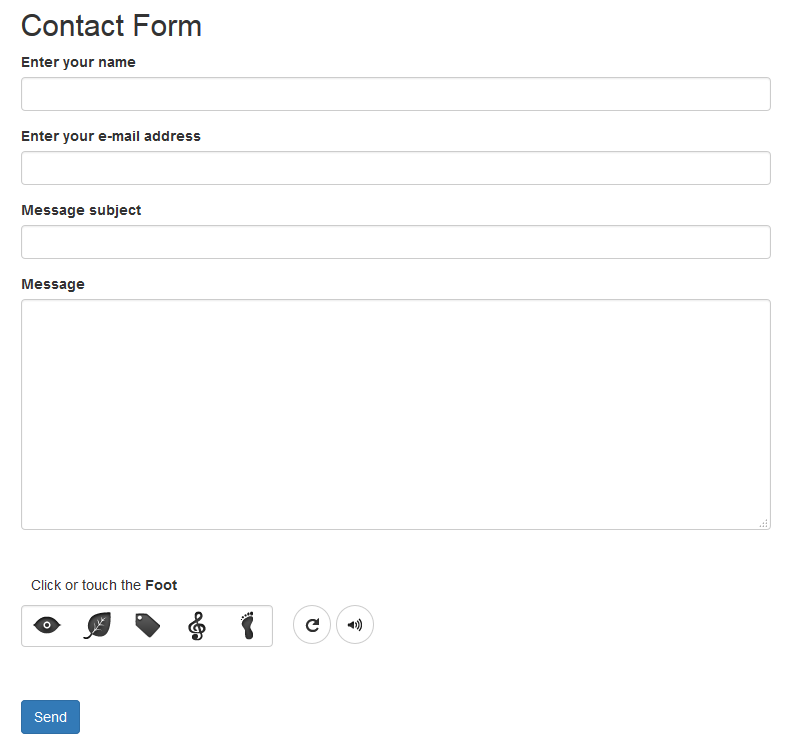 Contact Form
Enter your name
Enter your e-mail address
Message subject
Message
Click or touch the Foot
Send